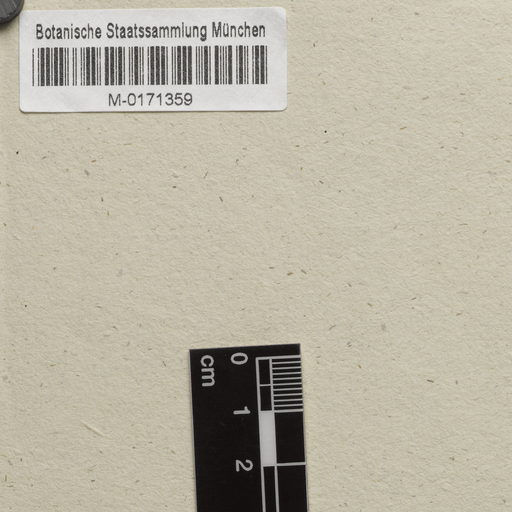 Botanische Staatssammlung München
M-0171359
cm
0
1
2